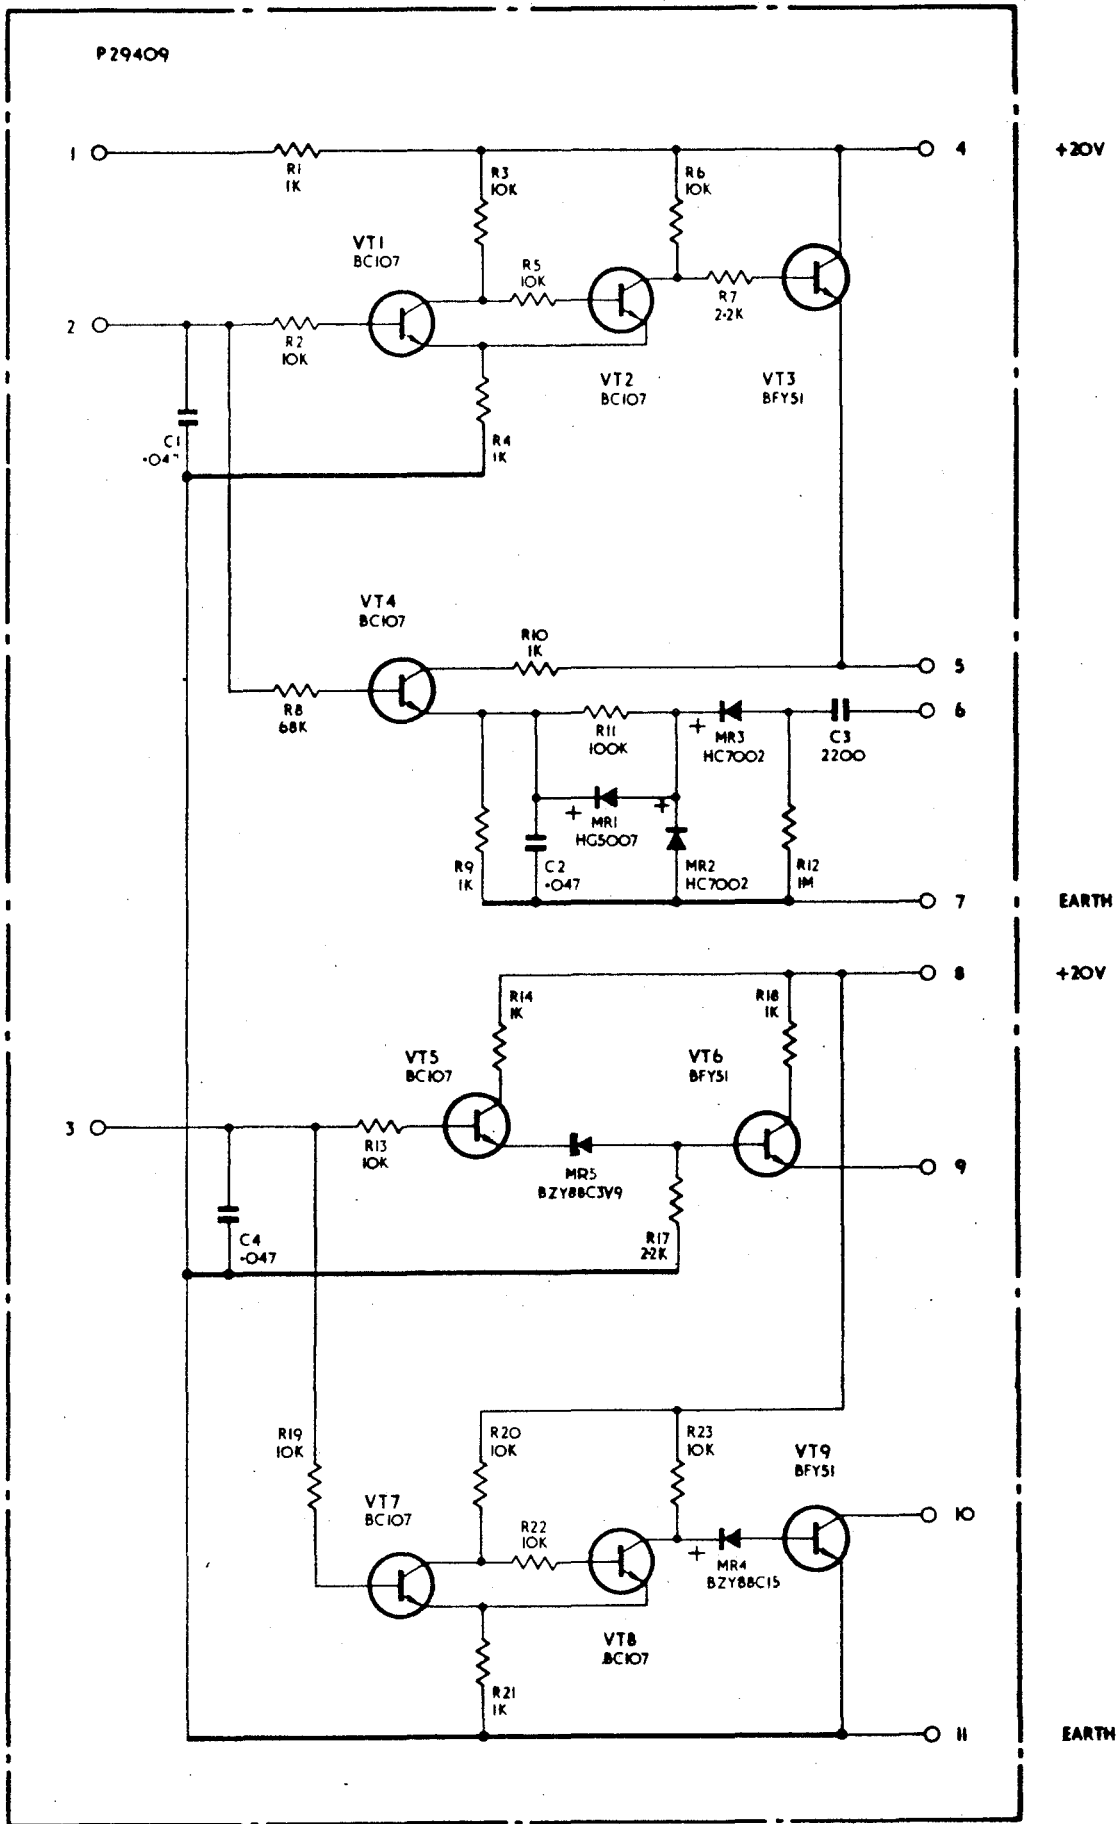 P29409
1
R1
1K
4
+20V
R3
10K
R6
10K
VT1
BC107
R5
10K
R7
2·2K
2
R2
10K
VT2
BC107
VT3
BFY51
C1
R4
1K
VT4
BC107
R10
1K
5
R8
68K
R11
100K
+
MR3
HC7002
C3
2200
6
+
MR1
HG5007
+
R9
1K
C2
·047
MR2
HC7002
R12
1M
7
EARTH
8
+20V
R14
1K
R18
1K
VT5
BC107
VT6
BFY51
3
R13
10K
MR5
BZY88C3V9
9
C4
·047
R17
22K
R19
10K
R20
10K
R23
10K
VT9
BFY51
VT7
BC107
R22
10K
+
MR4
BZY88C15
10
VT8
BC107
R21
1K
11
EARTH